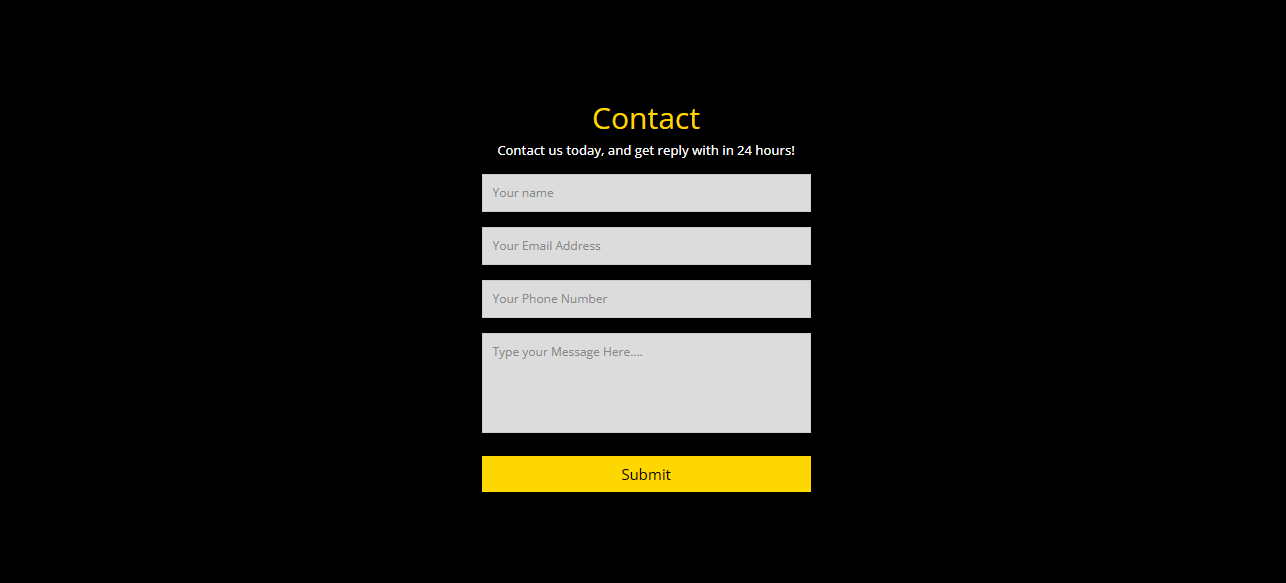 Contact
Contact us today, and get reply with in 24 hours!
Your name
Your Email Address
Your Phone Number
Type your Message Here....
Submit